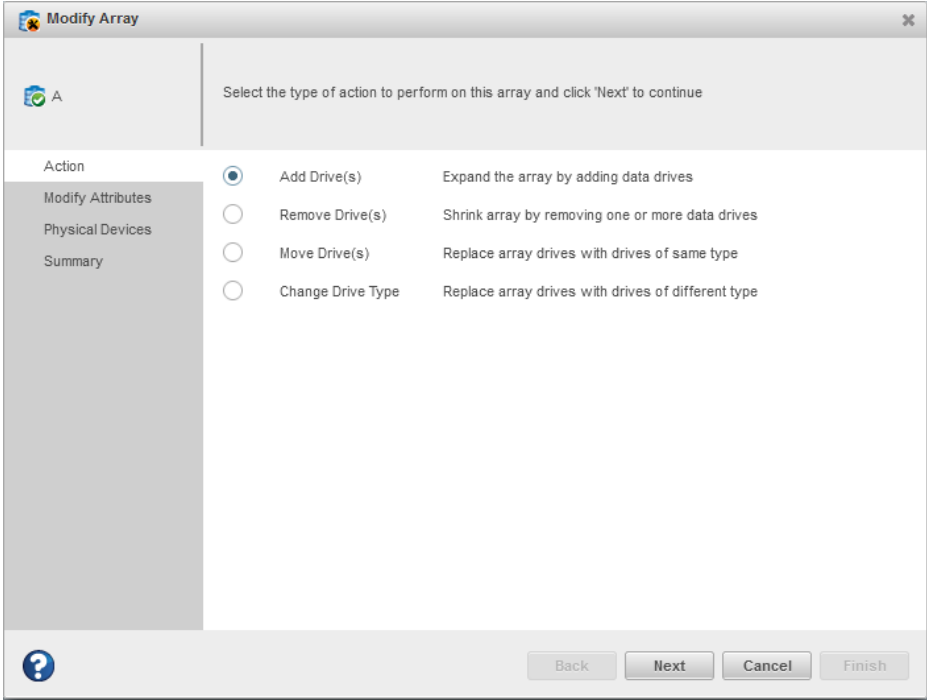 Modify Array
A
Select the type of action to perform on this array and click 'Next' to continue
Action
Modify Attributes
Physical Devices
Summary
Add Drive(s) Expand the array by adding data drives
Remove Drive(s) Shrink array by removing one or more data drives
Move Drive(s) Replace array drives with drives of same type
Change Drive Type Replace array drives with drives of different type
?
Back Next Cancel Finish